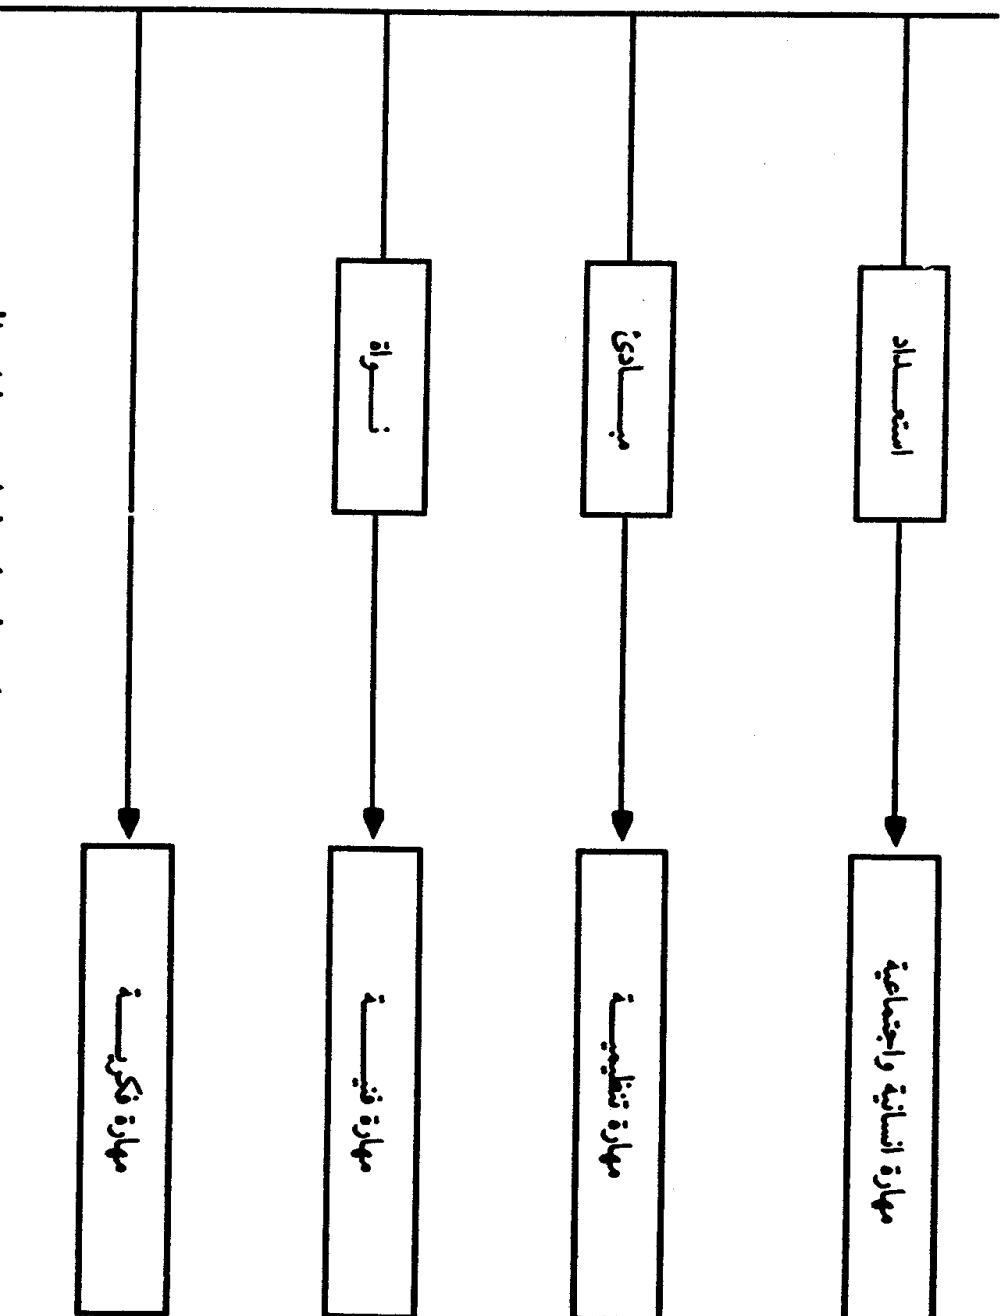 استعداد
مهارة انسانية واجتماعية
مبادئ
مهارة تنظيمية
نواة
مهارة فنية
مهارة فكرية